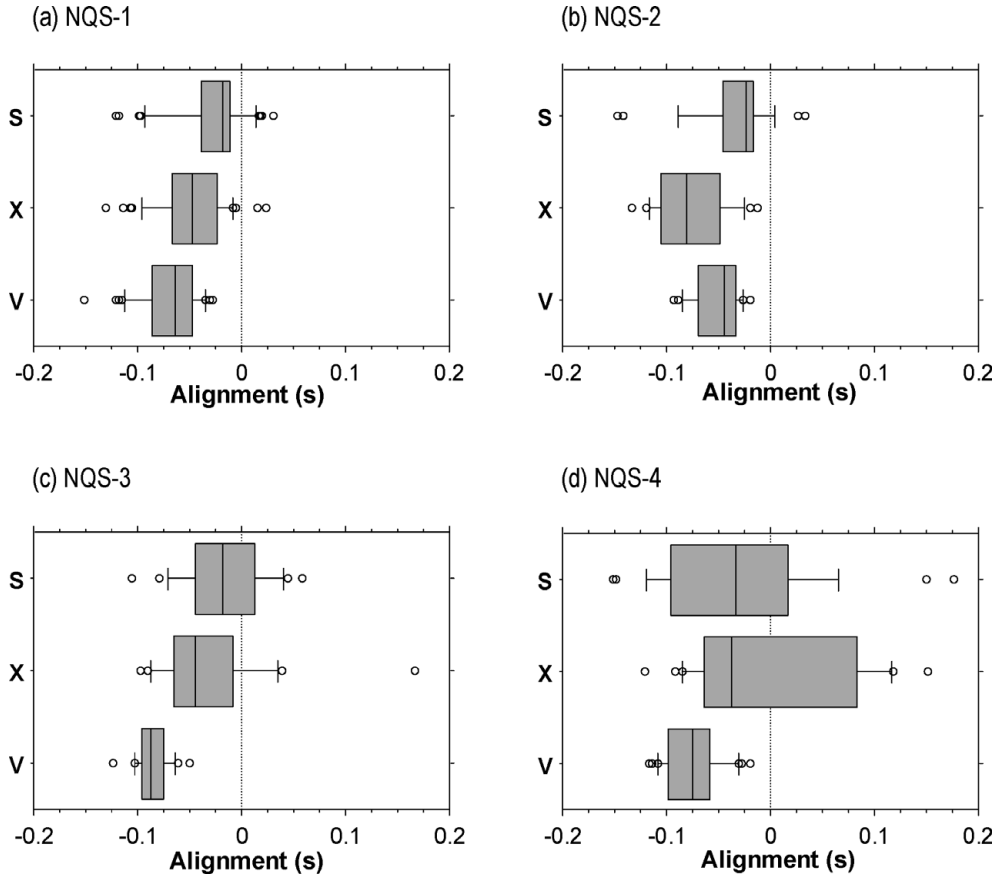 (a) NQS-1
S
X
V
-0.2 -0.1 0 0.1 0.2
Alignment (s)
(b) NQS-2
S
X
V
-0.2 -0.1 0 0.1 0.2
Alignment (s)
(c) NQS-3
S
X
V
-0.2 -0.1 0 0.1 0.2
Alignment (s)
(d) NQS-4
S
X
V
-0.2 -0.1 0 0.1 0.2
Alignment (s)